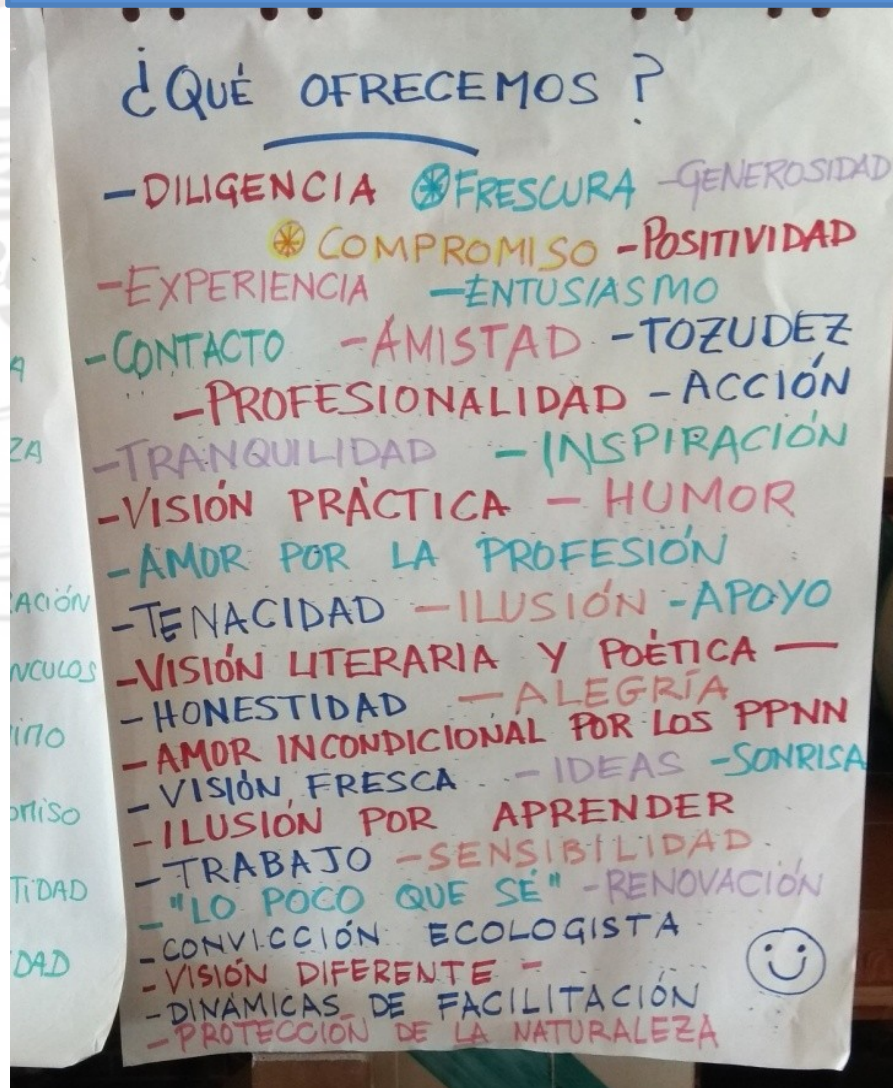 ¿QUÉ OFRECEMOS?
-DILIGENCIA FRESCURA -GENEROSIDAD
COMPROMISO -POSITIVIDAD
-EXPERIENCIA -ENTUSIASMO
-CONTACTO -AMISTAD -TOZUDEZ
-PROFESIONALIDAD -ACCIÓN
-TRANQUILIDAD -INSPIRACIÓN
-VISIÓN PRÀCTICA -HUMOR
-AMOR POR LA PROFESIÓN
-TENACIDAD -ILUSIÓN -APOYO
-VISIÓN LITERARIA Y POÉTICA -
-HONESTIDAD -ALEGRÍA
-AMOR INCONDICIONAL POR LOS PPNN
-VISIÓN FRESCA -IDEAS -SONRISA
-ILUSIÓN POR APRENDER
-TRABAJO -SENSIBILIDAD
-"LO POCO QUE SÉ" -RENOVACIÓN
-CONVICCIÓN ECOLOGISTA
-VISIÓN DIFERENTE -
-DINÁMICAS DE FACILITACIÓN
-PROTECCIÓN DE LA NATURALEZA